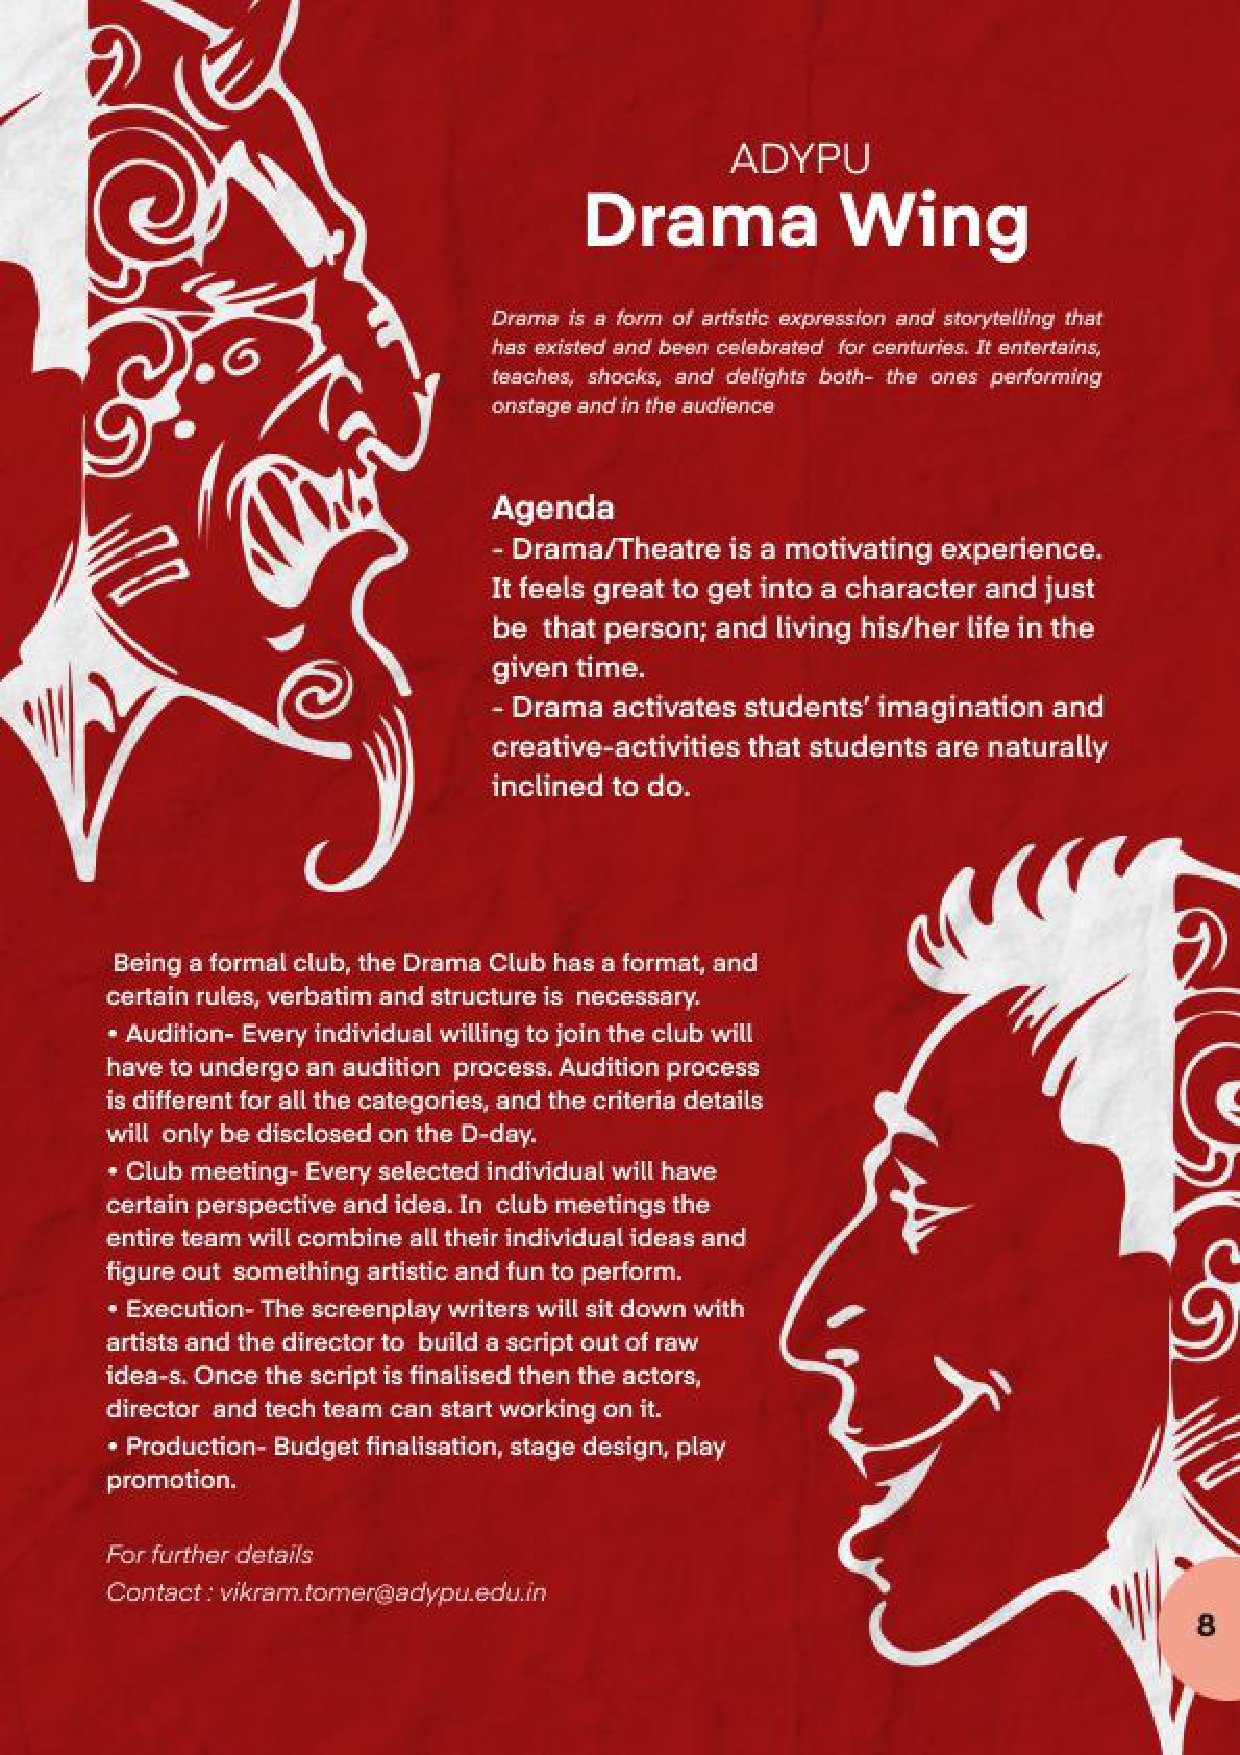 ADYPU
Drama Wing
Drama is a form of artistic expression and storytelling that
has existed and been celebrated for centuries. It entertains,
teaches, shocks, and delights both- the ones performing
onstage and in the audience
Agenda
- Drama/Theatre is a motivating experience.
It feels great to get into a character and just
be that person; and living his/her life in the
given time.
- Drama activates students' imagination and
creative-activities that students are naturally
inclined to do.
Being a formal club, the Drama Club has a format, and
certain rules, verbatim and structure is necessary.
• Audition- Every individual willing to join the club will
have to undergo an audition process. Audition process
is different for all the categories, and the criteria details
will only be disclosed on the D-day.
• Club meeting- Every selected individual will have
certain perspective and idea. In club meetings the
entire team will combine all their individual ideas and
figure out something artistic and fun to perform.
• Execution- The screenplay writers will sit down with
artists and the director to build a script out of raw
idea-s. Once the script is finalised then the actors,
director and tech team can start working on it.
• Production- Budget finalisation, stage design, play
promotion.
For further details
Contact : vikram.tomer@adypu.edu.in
8